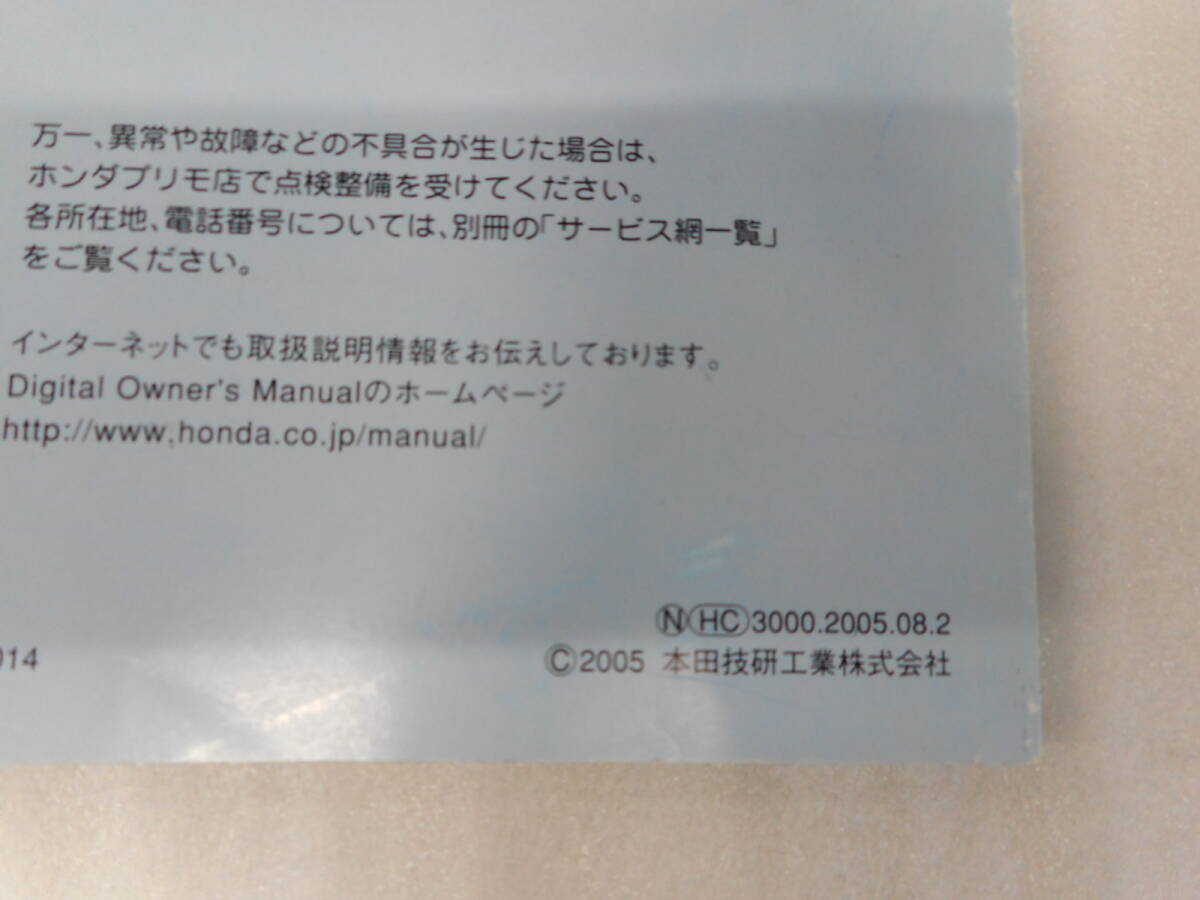 万一、異常や故障などの不具合が生じた場合は、
ホンダプリモ店で点検整備を受けてください。
各所在地、電話番号については、別冊の「サービス網一覧」
をご覧ください。
インターネットでも取扱説明情報をお伝えしております。
Digital Owner's Manualのホームページ
http://www.honda.co.jp/manual/
Ⓝ HC 3000.2005.08.2
014
©2005 本田技研工業株式会社